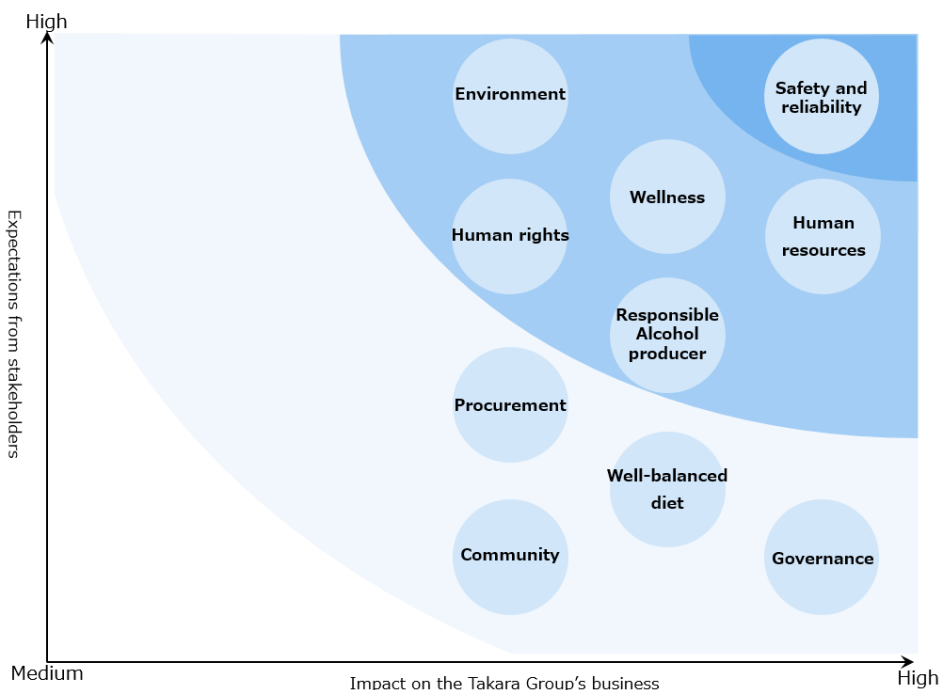 High
Environment
Safety and
reliability
Wellness
Human rights
Human
resources
Responsible
Alcohol
producer
Procurement
Well-balanced
diet
Community
Governance
Expectations from stakeholders
Medium
Impact on the Takara Group’s business
High